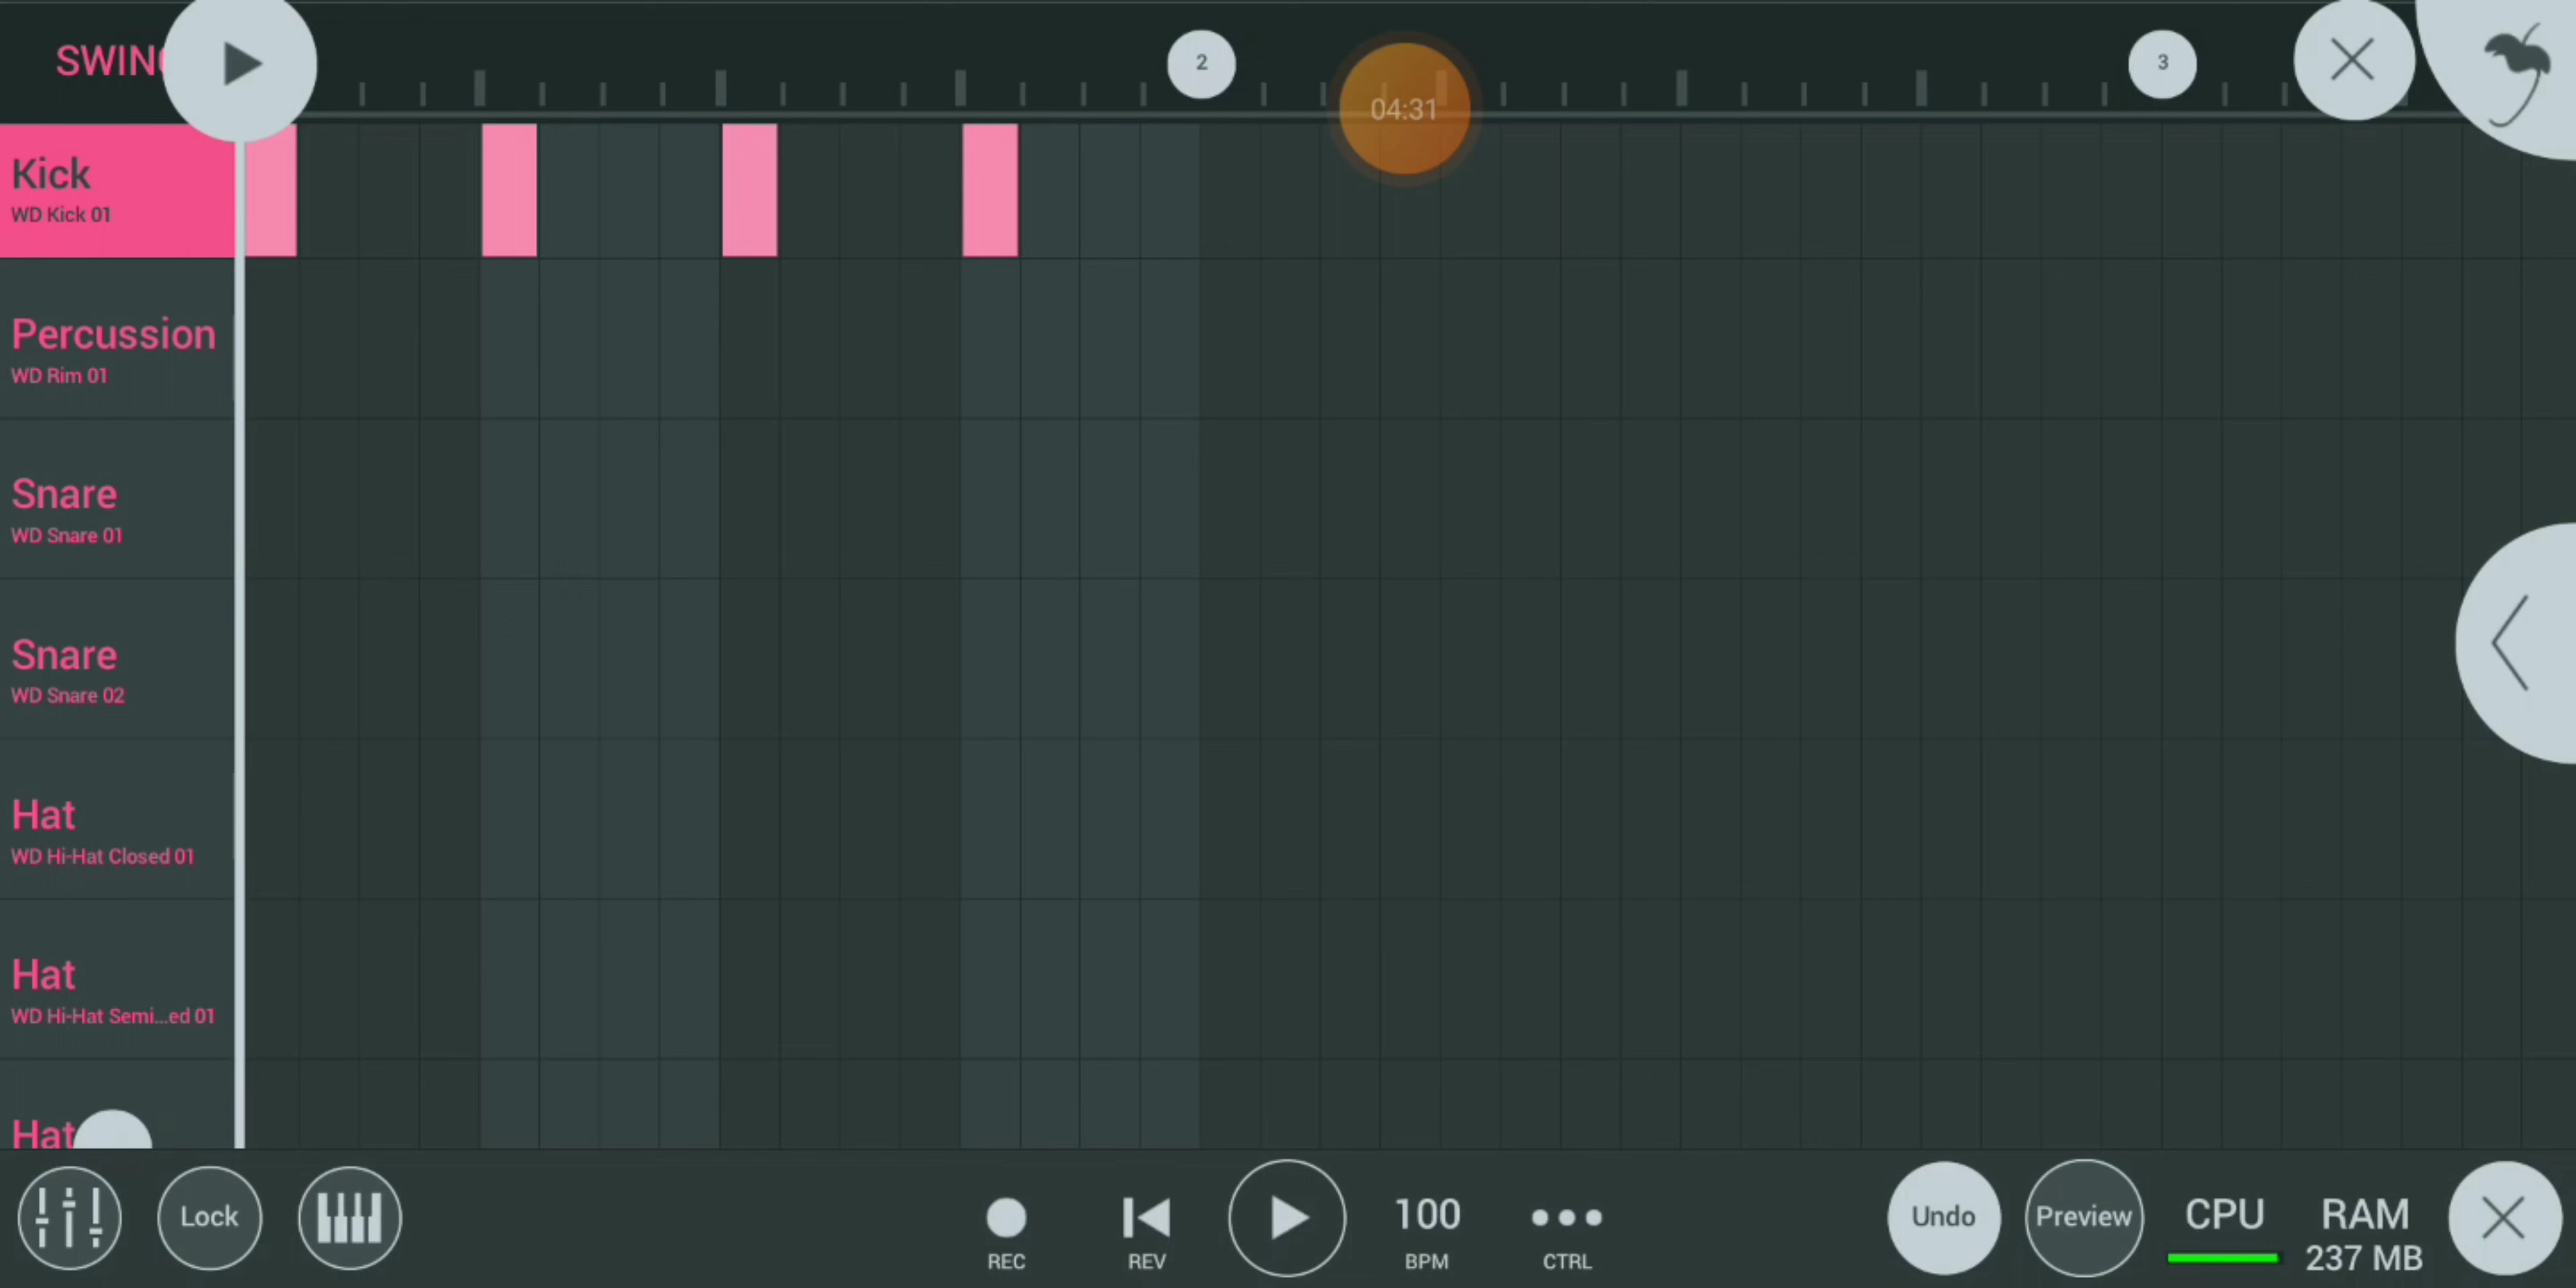 SWING
2
04:31
3
Kick
WD Kick 01
Percussion
WD Rim 01
Snare
WD Snare 01
Snare
WD Snare 02
Hat
WD Hi-Hat Closed 01
Hat
WD Hi-Hat Semi...ed 01
Hat
Lock
REC
REV
100
BPM
CTRL
Undo
Preview
CPU
RAM
237 MB